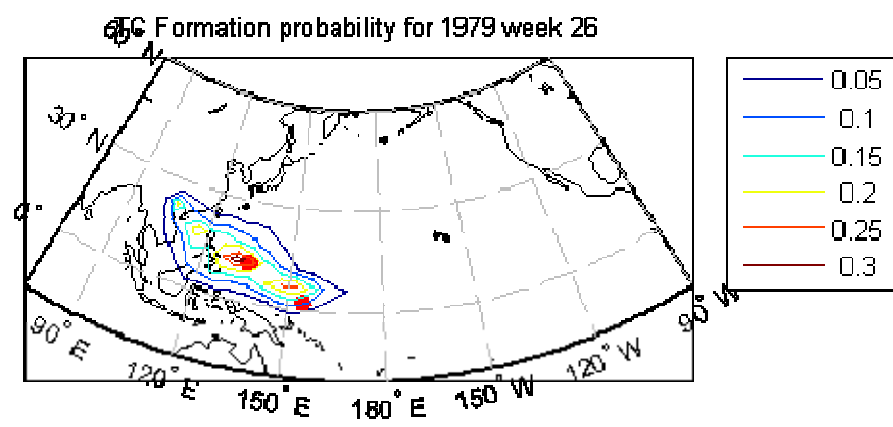 TC Formation probability for 1979 week 26
60° N
30° N
0°
90° E
120° E
150° E
180° E
150° W
120° W
90° W
0.05
0.1
0.15
0.2
0.25
0.3